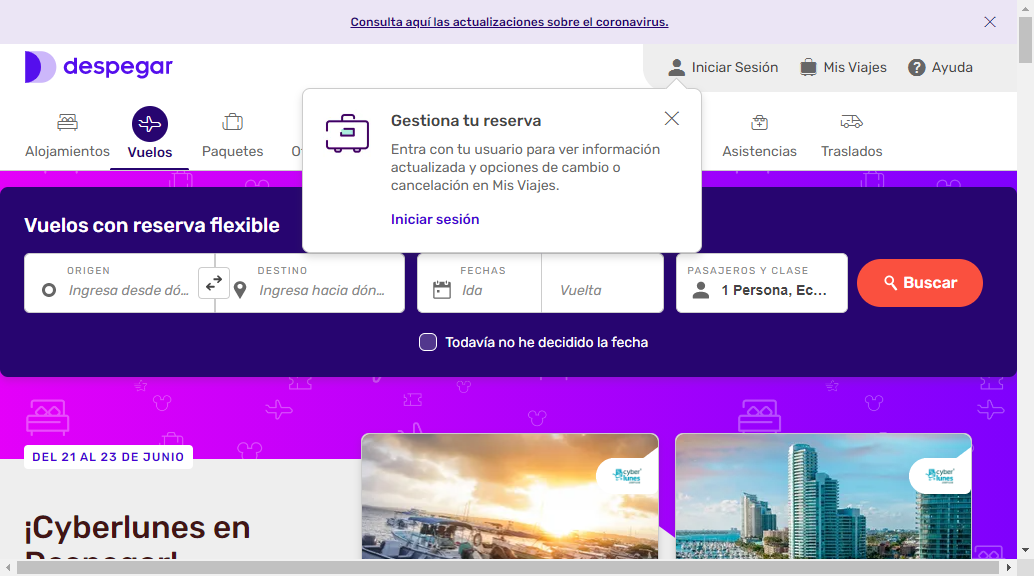 Consulta aquí las actualizaciones sobre el coronavirus.
despegar
Iniciar Sesión
Mis Viajes
Ayuda
Alojamientos
Vuelos
Paquetes
Asistencias
Traslados
Gestiona tu reserva
Entra con tu usuario para ver información
actualizada y opciones de cambio o
cancelación en Mis Viajes.
Iniciar sesión
Vuelos con reserva flexible
ORIGEN
Ingresa desde dó...
DESTINO
Ingresa hacia dón...
FECHAS
Ida
Vuelta
PASAJEROS Y CLASE
1 Persona, Ec...
Buscar
Todavía no he decidido la fecha
DEL 21 AL 23 DE JUNIO
cyber
lunes
cyber
lunes
¡Cyberlunes en
Despegar!